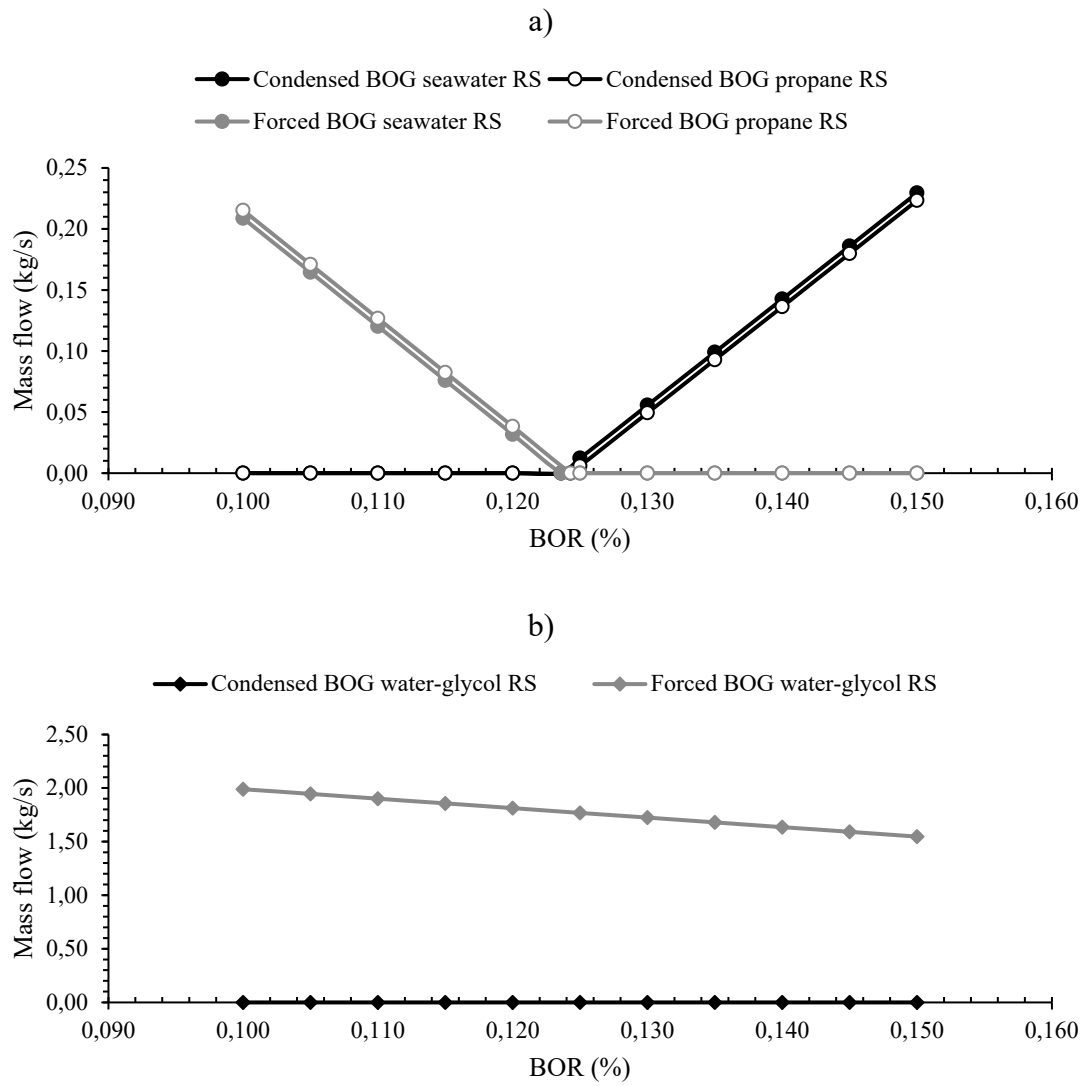 a)
Condensed BOG seawater RS Condensed BOG propane RS
Forced BOG seawater RS Forced BOG propane RS
0,25
0,20
0,15
0,10
0,05
0,00
Mass flow (kg/s)
0,090 0,100 0,110 0,120 0,130 0,140 0,150 0,160
BOR (%)
b)
Condensed BOG water-glycol RS Forced BOG water-glycol RS
2,50
2,00
1,50
1,00
0,50
0,00
Mass flow (kg/s)
0,090 0,100 0,110 0,120 0,130 0,140 0,150 0,160
BOR (%)